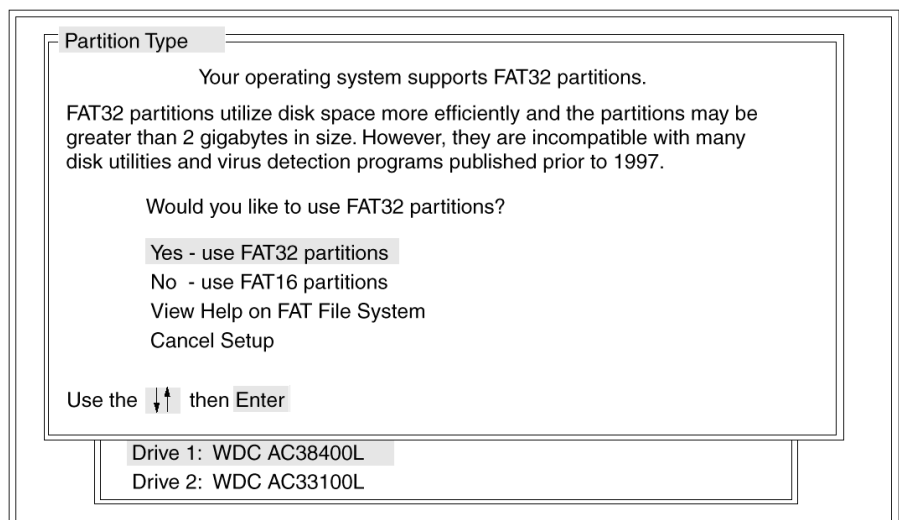 Partition Type
Your operating system supports FAT32 partitions.
FAT32 partitions utilize disk space more efficiently and the partitions may be
greater than 2 gigabytes in size. However, they are incompatible with many
disk utilities and virus detection programs published prior to 1997.
Would you like to use FAT32 partitions?
Yes - use FAT32 partitions
No - use FAT16 partitions
View Help on FAT File System
Cancel Setup
Use the ↓↑ then Enter
Drive 1: WDC AC38400L
Drive 2: WDC AC33100L